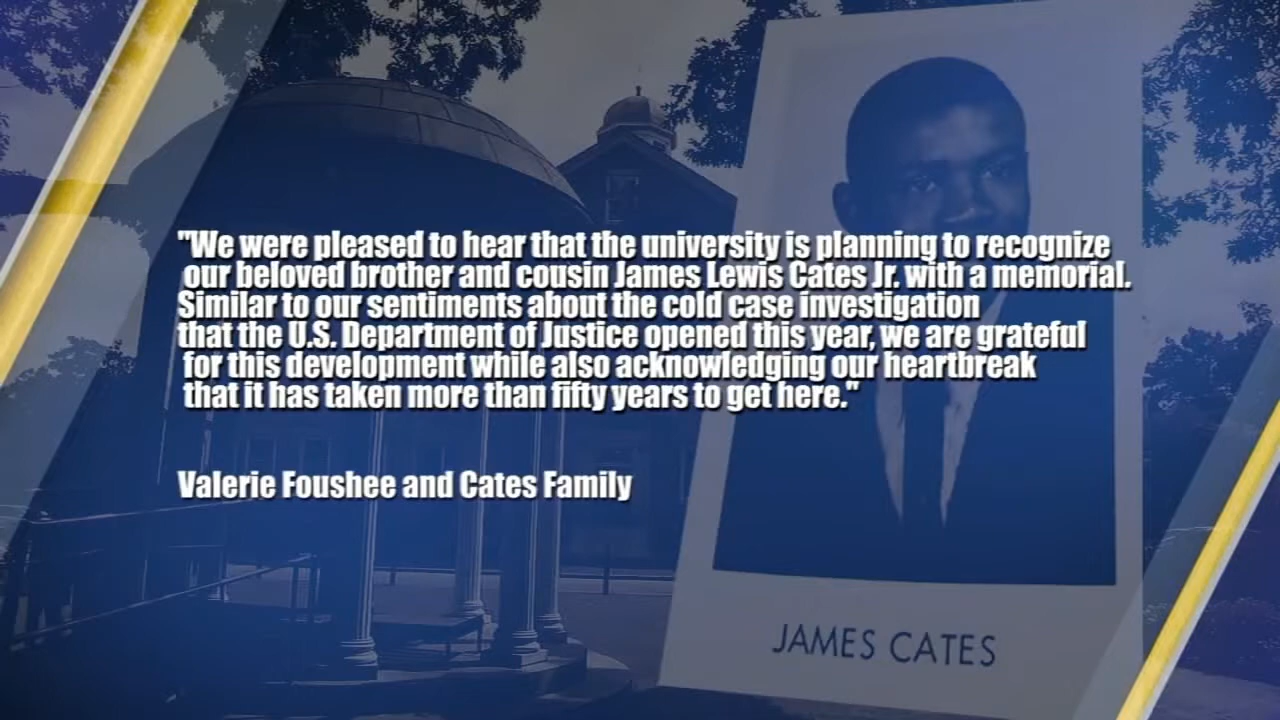 "We were pleased to hear that the university is planning to recognize
our beloved brother and cousin James Lewis Cates Jr. with a memorial.
Similar to our sentiments about the cold case investigation
that the U.S. Department of Justice opened this year, we are grateful
for this development while also acknowledging our heartbreak
that it has taken more than fifty years to get here."
Valerie Foushee and Cates Family
JAMES CATES